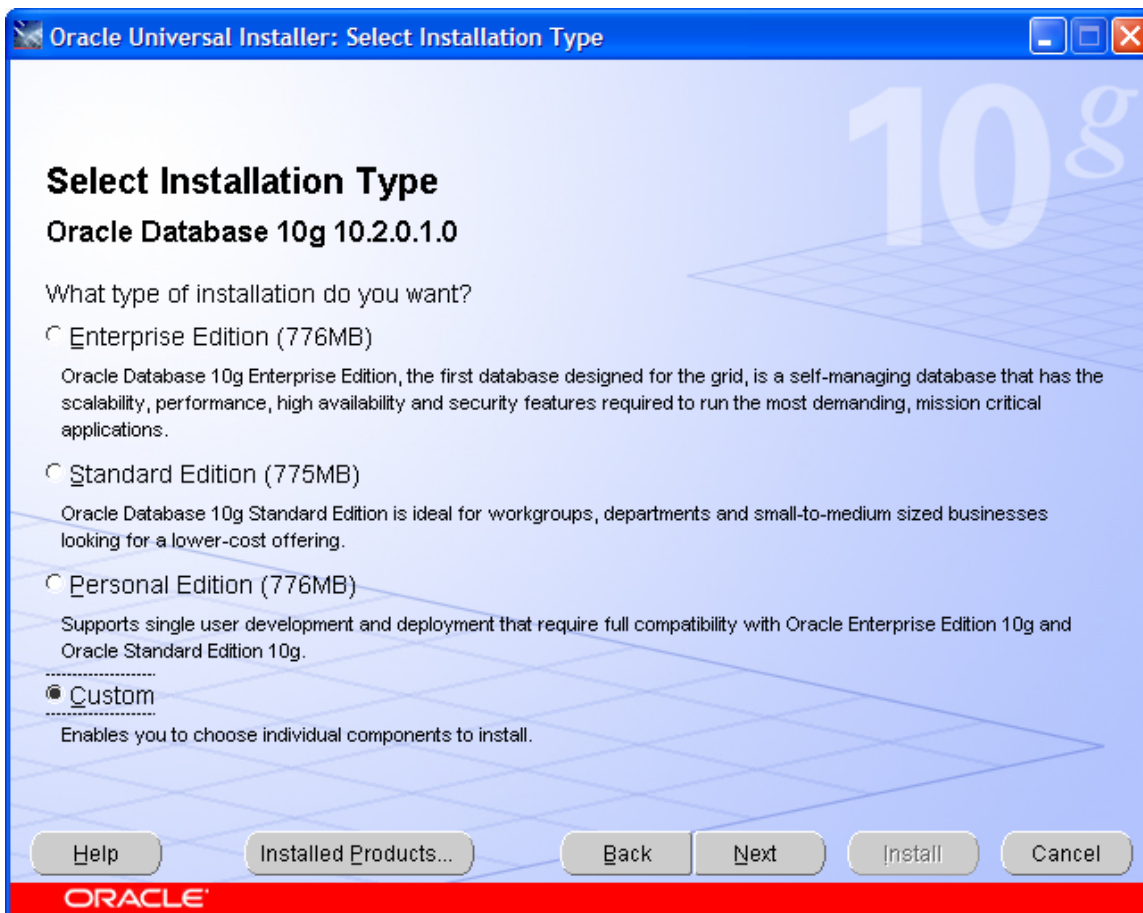 Oracle Universal Installer: Select Installation Type
10g
Select Installation Type
Oracle Database 10g 10.2.0.1.0
What type of installation do you want?
Enterprise Edition (776MB)
Oracle Database 10g Enterprise Edition, the first database designed for the grid, is a self-managing database that has the
scalability, performance, high availability and security features required to run the most demanding, mission critical
applications.
Standard Edition (775MB)
Oracle Database 10g Standard Edition is ideal for workgroups, departments and small-to-medium sized businesses
looking for a lower-cost offering.
Personal Edition (776MB)
Supports single user development and deployment that require full compatibility with Oracle Enterprise Edition 10g and
Oracle Standard Edition 10g.
Custom
Enables you to choose individual components to install.
Help Installed Products... Back Next Install Cancel
ORACLE